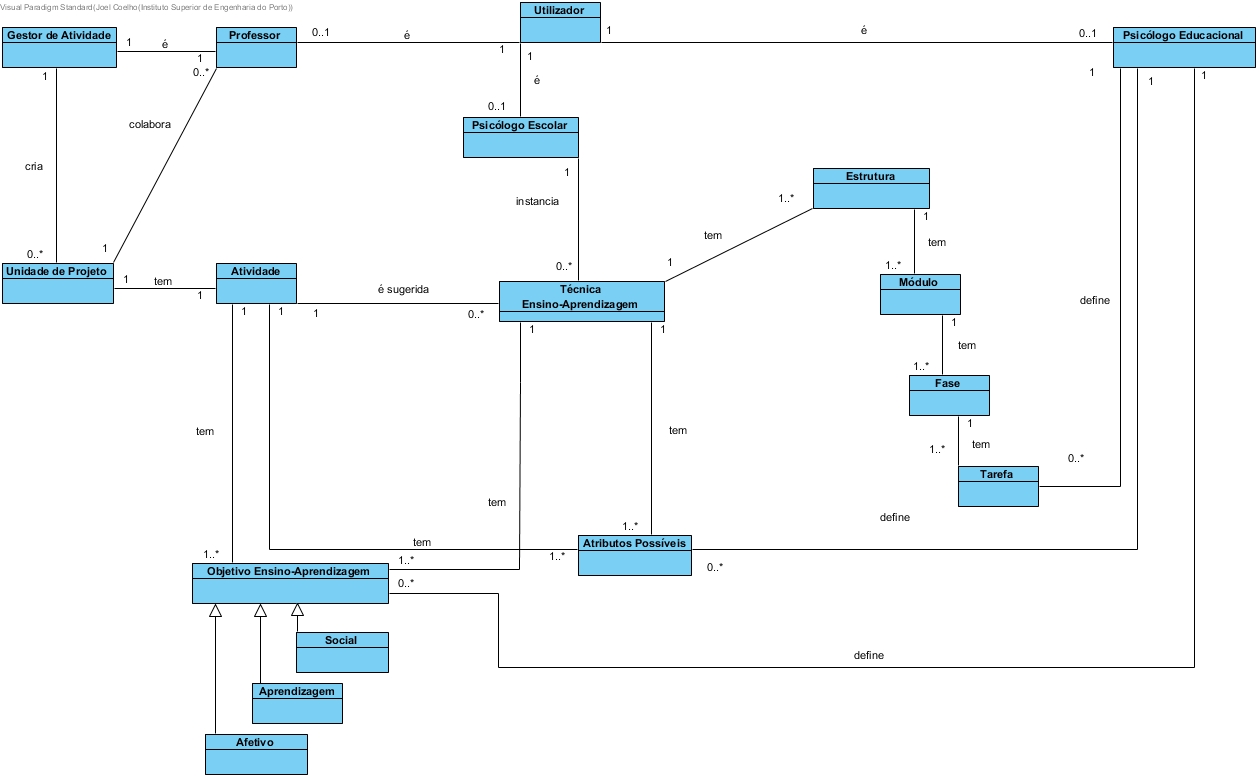 Visual Paradigm Standard(Joel Coelho(Instituto Superior de Engenharia do Porto))
Utilizador
Gestor de Atividade
1
é
1
Professor
0..1
é
1
1
1
é
0..1
Psicólogo Educacional
1
0..*
1
1
1
é
0..1
Psicólogo Escolar
colabora
cria
1
instancia
0..*
Estrutura
1..*
tem
1
1
tem
1..*
Módulo
0..*
1
Unidade de Projeto
1
tem
1
Atividade
1
1
1
é sugerida
0..*
Técnica
Ensino-Aprendizagem
1
1
define
1
tem
1..*
Fase
1
tem
1..*
Tarefa
0..*
tem
tem
tem
define
1..*
tem
1..*
1..*
Atributos Possíveis
0..*
1..*
0..*
Objetivo Ensino-Aprendizagem
define
Social
Aprendizagem
Afetivo